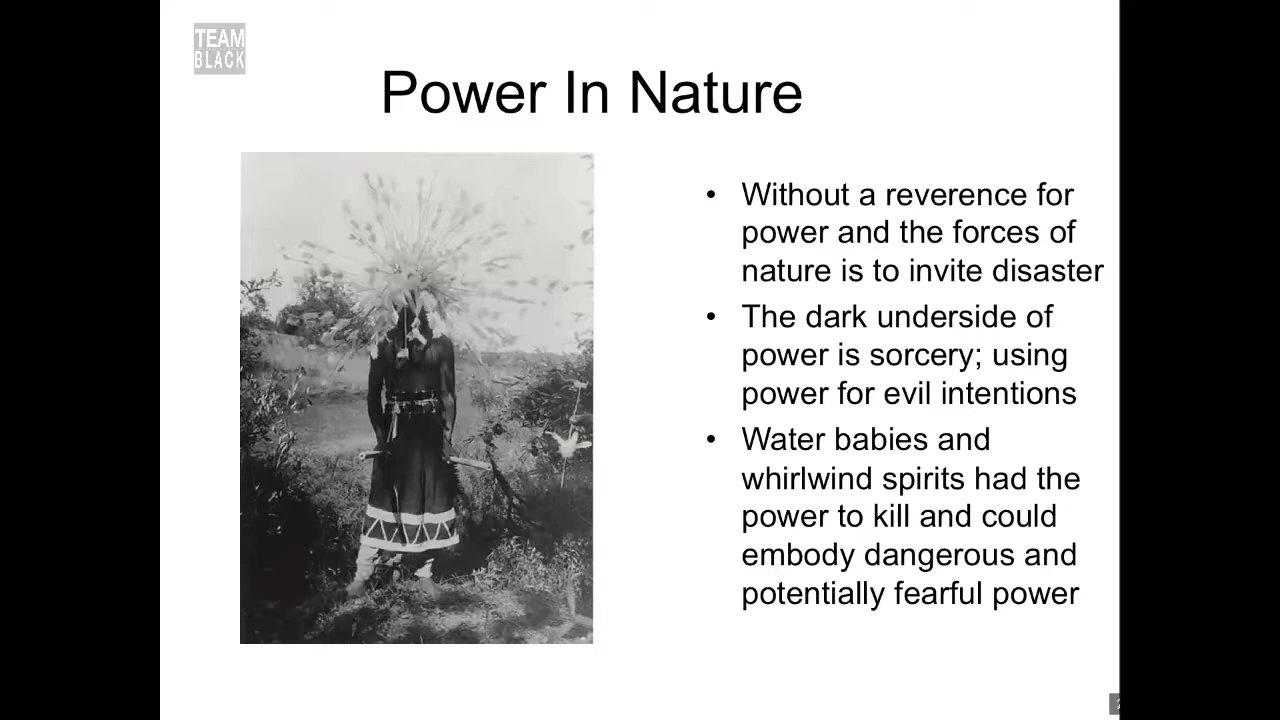 TEAM
BLACK
Power In Nature
• Without a reverence for
power and the forces of
nature is to invite disaster
• The dark underside of
power is sorcery; using
power for evil intentions
• Water babies and
whirlwind spirits had the
power to kill and could
embody dangerous and
potentially fearful power